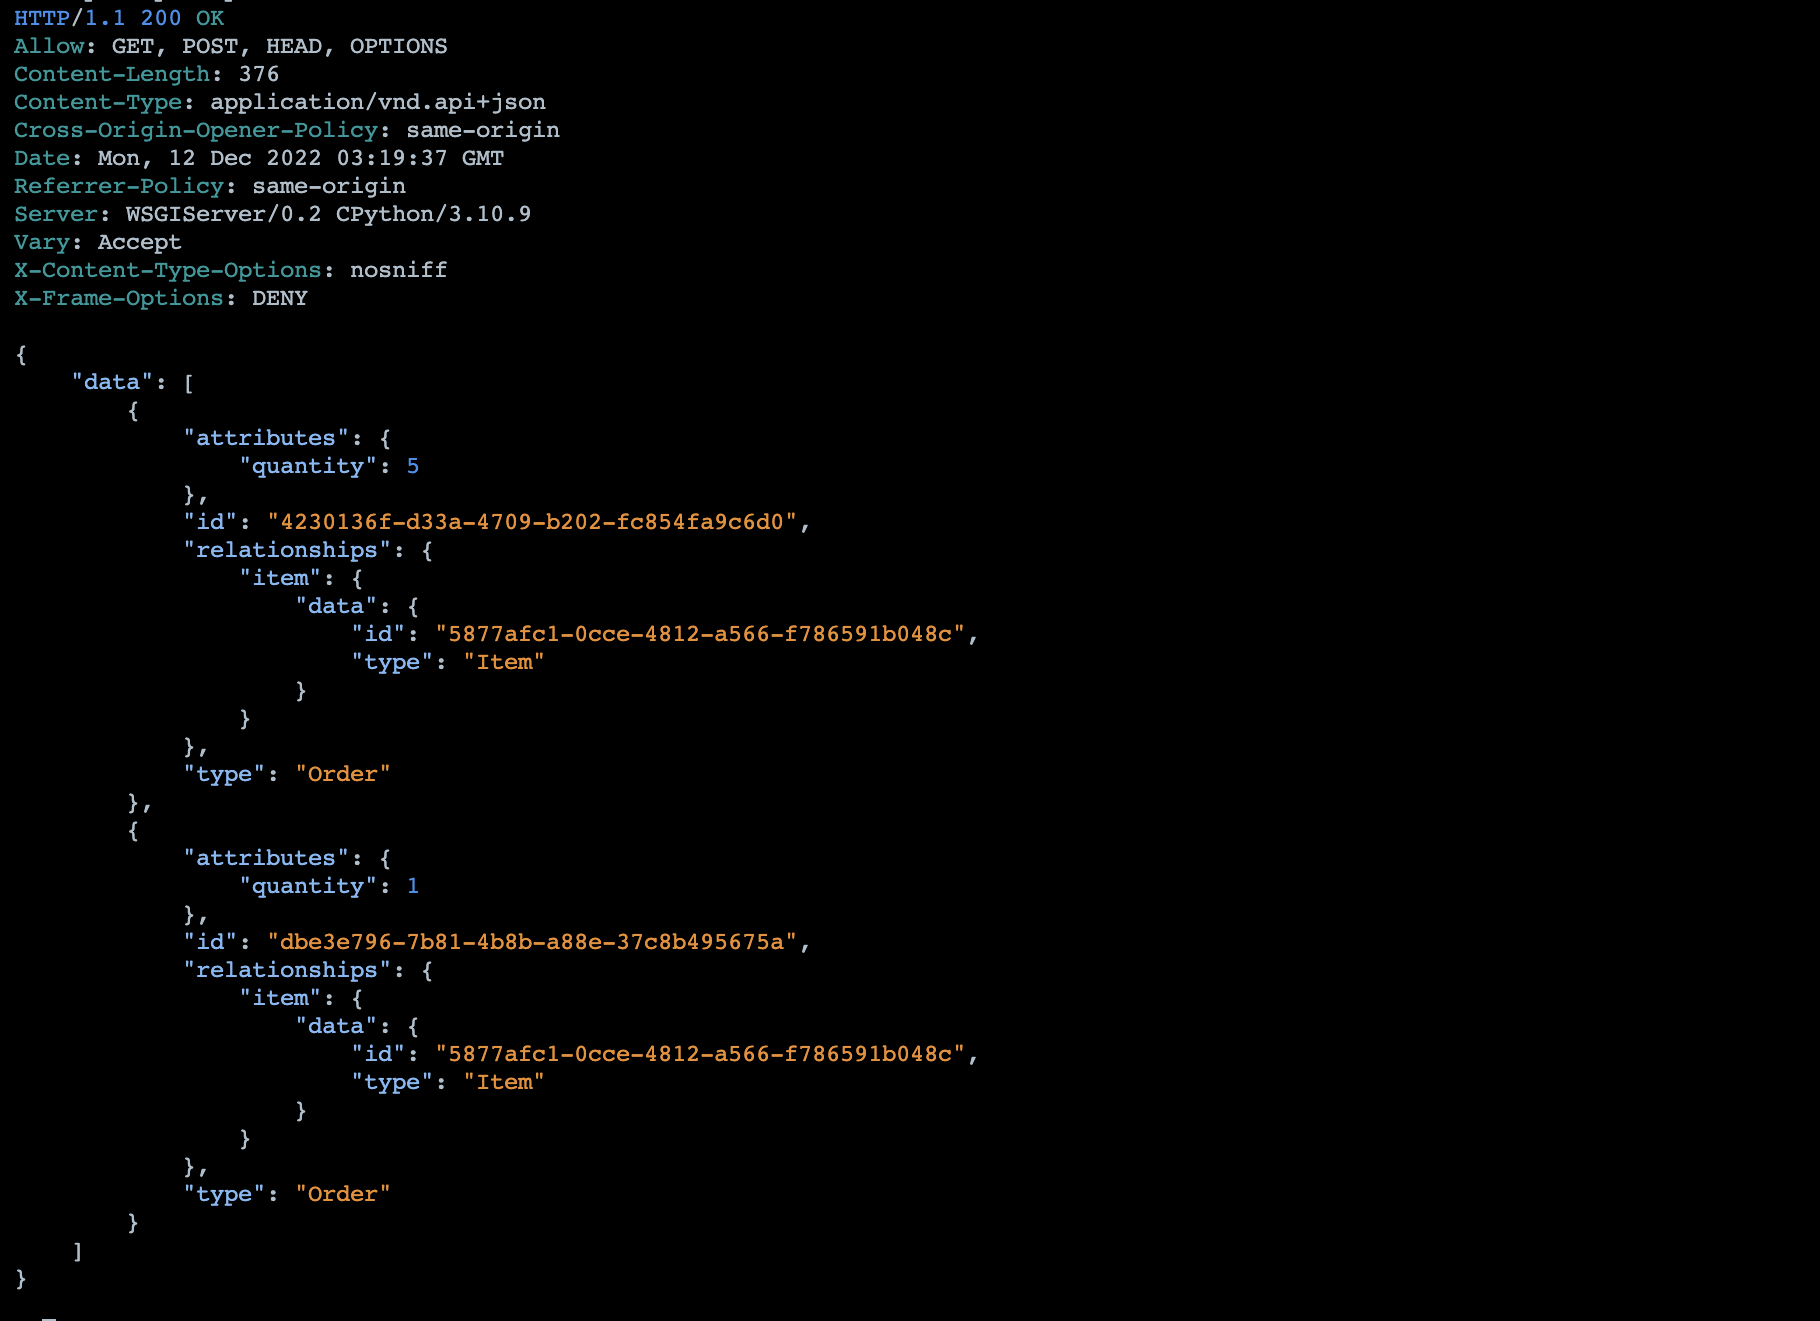 HTTP/1.1 200 OK
Allow: GET, POST, HEAD, OPTIONS
Content-Length: 376
Content-Type: application/vnd.api+json
Cross-Origin-Opener-Policy: same-origin
Date: Mon, 12 Dec 2022 03:19:37 GMT
Referrer-Policy: same-origin
Server: WSGIServer/0.2 CPython/3.10.9
Vary: Accept
X-Content-Type-Options: nosniff
X-Frame-Options: DENY

{
    "data": [
        {
            "attributes": {
                "quantity": 5
            },
            "id": "4230136f-d33a-4709-b202-fc854fa9c6d0",
            "relationships": {
                "item": {
                    "data": {
                        "id": "5877afc1-0cce-4812-a566-f786591b048c",
                        "type": "Item"
                    }
                }
            },
            "type": "Order"
        },
        {
            "attributes": {
                "quantity": 1
            },
            "id": "dbe3e796-7b81-4b8b-a88e-37c8b495675a",
            "relationships": {
                "item": {
                    "data": {
                        "id": "5877afc1-0cce-4812-a566-f786591b048c",
                        "type": "Item"
                    }
                }
            },
            "type": "Order"
        }
    ]
}